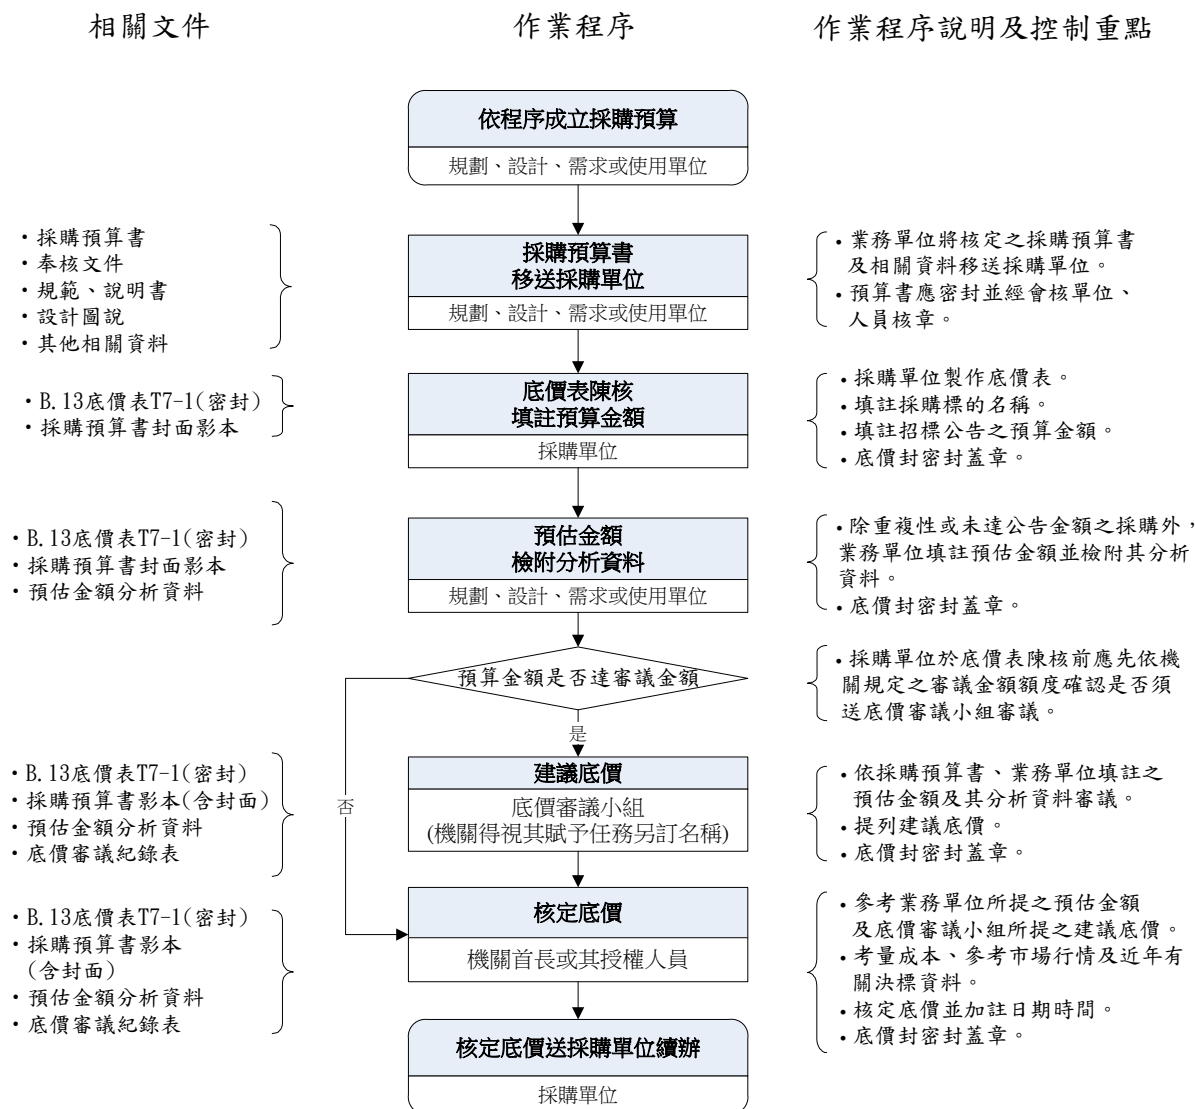 相關文件
作業程序
作業程序說明及控制重點
依程序成立採購預算
規劃、設計、需求或使用單位
・採購預算書
・奉核文件
・規範、說明書
・設計圖說
・其他相關資料
採購預算書
移送採購單位
規劃、設計、需求或使用單位
・業務單位將核定之採購預算書
及相關資料移送採購單位。
・預算書應密封並經會核單位、
人員核章。
・B.13底價表T7-1(密封)
・採購預算書封面影本
底價表陳核
填註預算金額
採購單位
・採購單位製作底價表。
・填註採購標的名稱。
・填註招標公告之預算金額。
・底價封密封蓋章。
・B.13底價表T7-1(密封)
・採購預算書封面影本
・預估金額分析資料
預估金額
檢附分析資料
規劃、設計、需求或使用單位
・除重複性或未達公告金額之採購外，
業務單位填註預估金額並檢附其分析
資料。
・底價封密封蓋章。
預算金額是否達審議金額
・採購單位於底價表陳核前應先依機
關規定之審議金額額度確認是否須
送底價審議小組審議。
是
否
・B.13底價表T7-1(密封)
・採購預算書影本(含封面)
・預估金額分析資料
・底價審議紀錄表
建議底價
底價審議小組
(機關得視其賦予任務另訂名稱)
・依採購預算書、業務單位填註之
預估金額及其分析資料審議。
・提列建議底價。
・底價封密封蓋章。
・B.13底價表T7-1(密封)
・採購預算書影本
(含封面)
・預估金額分析資料
・底價審議紀錄表
核定底價
機關首長或其授權人員
・參考業務單位所提之預估金額
及底價審議小組所提之建議底價。
・考量成本、參考市場行情及近年有
關決標資料。
・核定底價並加註日期時間。
・底價封密封蓋章。
核定底價送採購單位續辦
採購單位